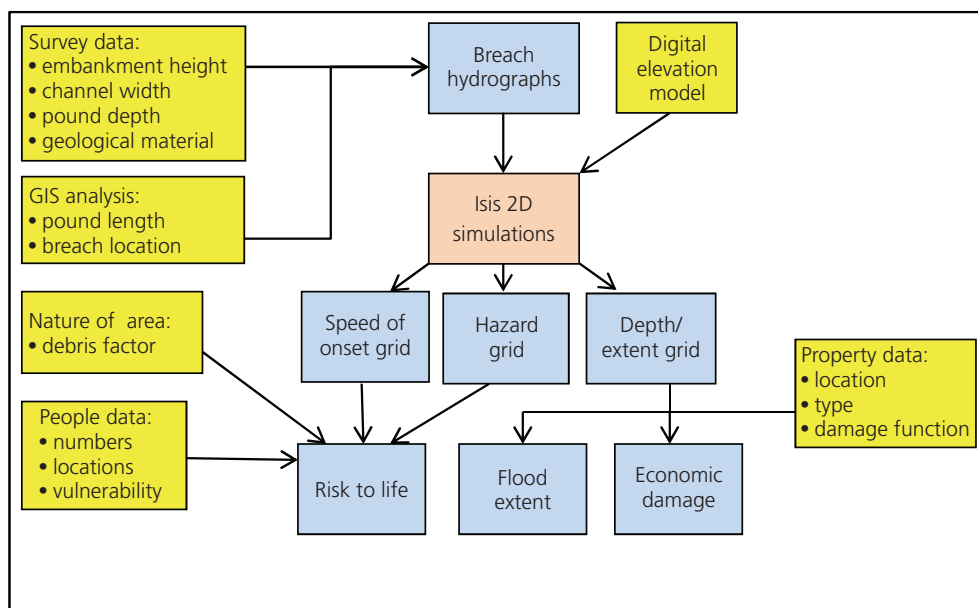 Survey data:
• embankment height
• channel width
• pound depth
• geological material
Breach
hydrographs
Digital
elevation
model
GIS analysis:
• pound length
• breach location
Isis 2D
simulations
Nature of area:
• debris factor
Speed of
onset grid
Hazard
grid
Depth/
extent grid
Property data:
• location
• type
• damage function
People data:
• numbers
• locations
• vulnerability
Risk to life
Flood
extent
Economic
damage